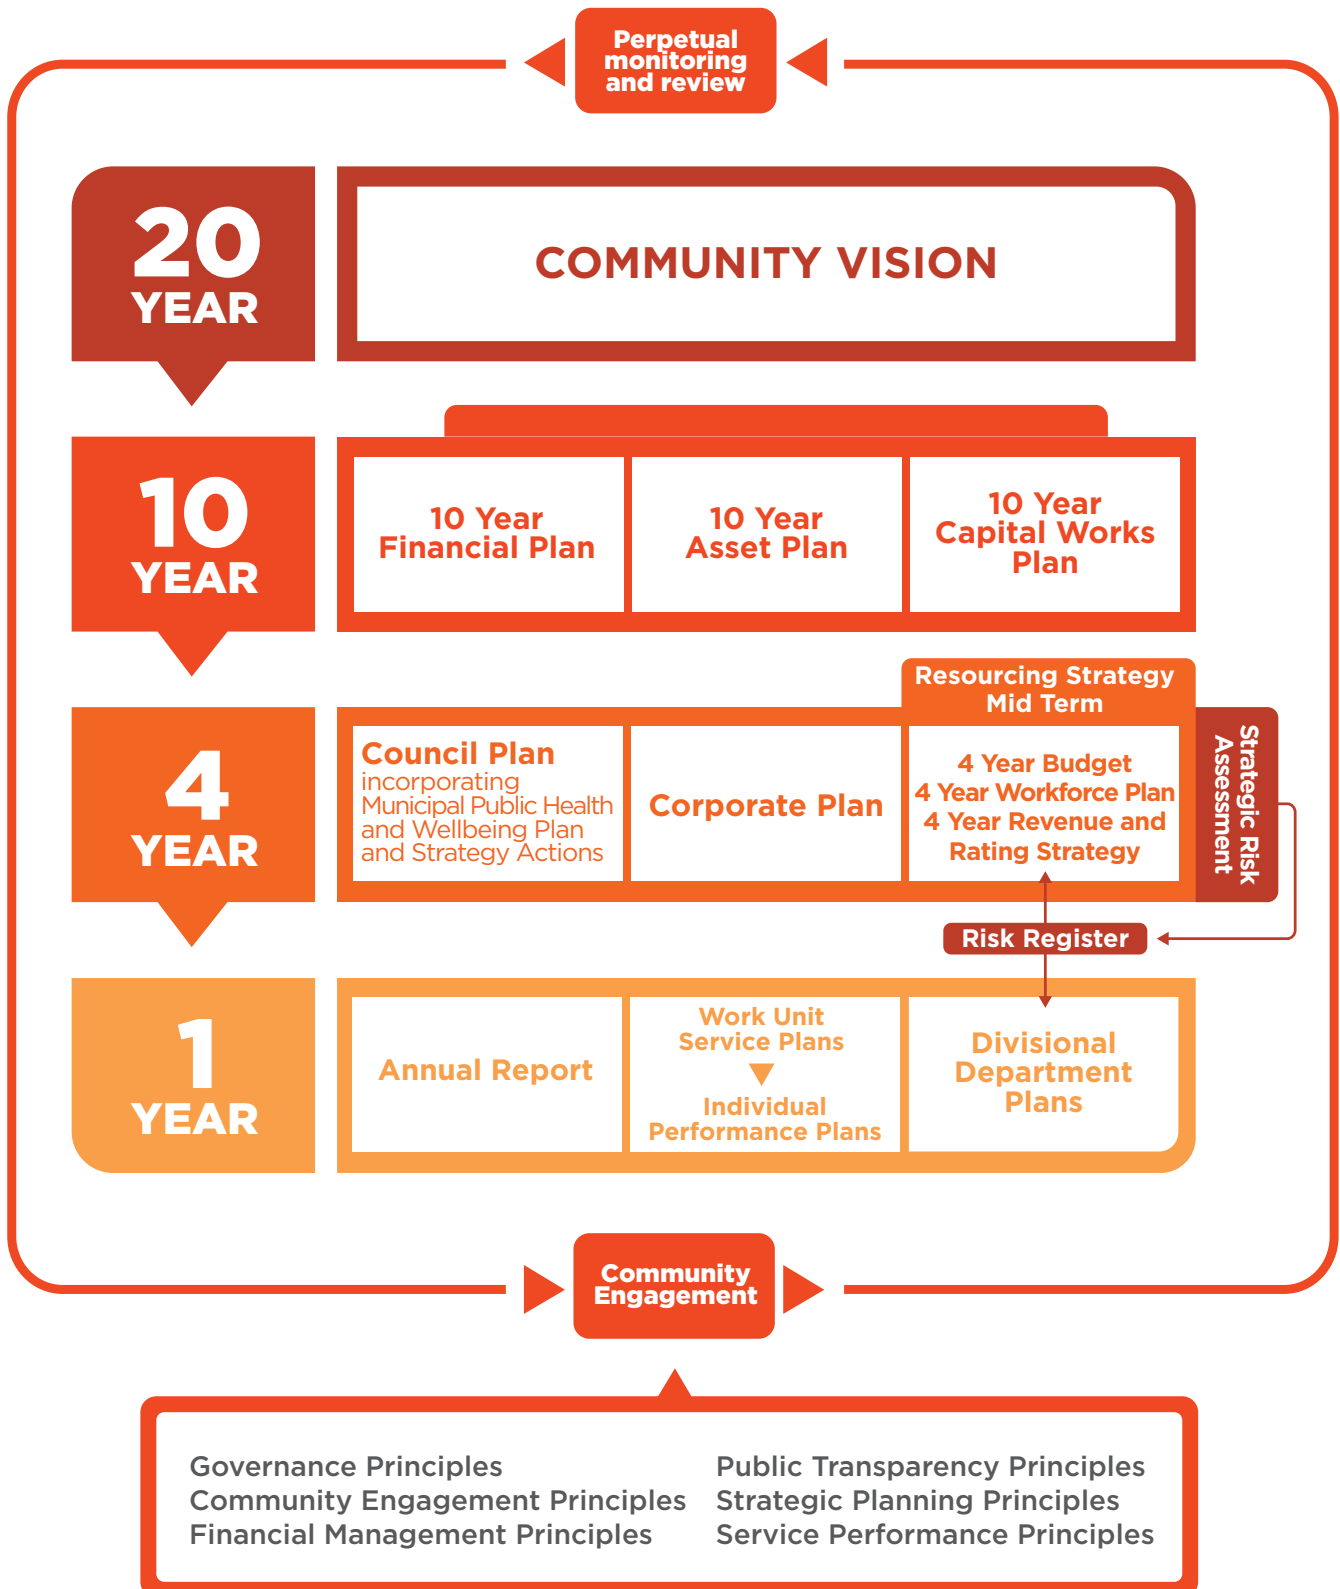 Perpetual
monitoring
and review
20
YEAR
COMMUNITY VISION
10
YEAR
10 Year
Financial Plan
10 Year
Asset Plan
10 Year
Capital Works
Plan
4
YEAR
Council Plan
incorporating
Municipal Public Health
and Wellbeing Plan
and Strategy Actions
Corporate Plan
Resourcing Strategy
Mid Term
4 Year Budget
4 Year Workforce Plan
4 Year Revenue and
Rating Strategy
Strategic Risk
Assessment
Risk Register
1
YEAR
Annual Report
Work Unit
Service Plans
Individual
Performance Plans
Divisional
Department
Plans
Community
Engagement
Governance Principles
Community Engagement Principles
Financial Management Principles
Public Transparency Principles
Strategic Planning Principles
Service Performance Principles